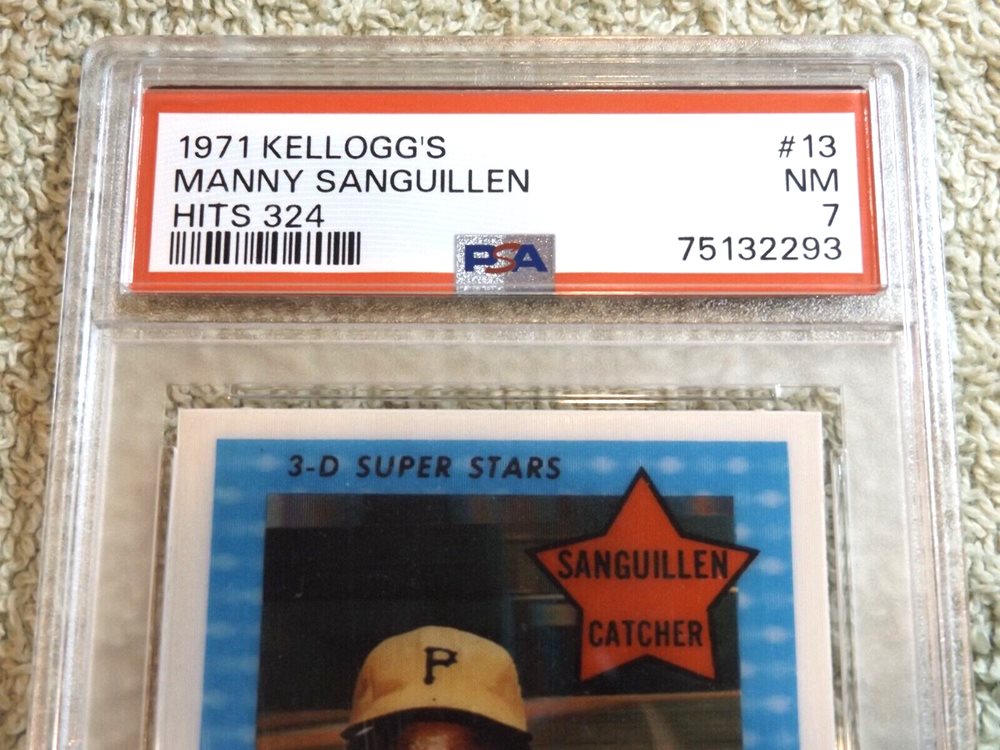 1971 KELLOGG'S #13
MANNY SANGUILLEN NM
HITS 324 7
PSA 75132293
3-D SUPER STARS
SANGUILLEN
CATCHER
P